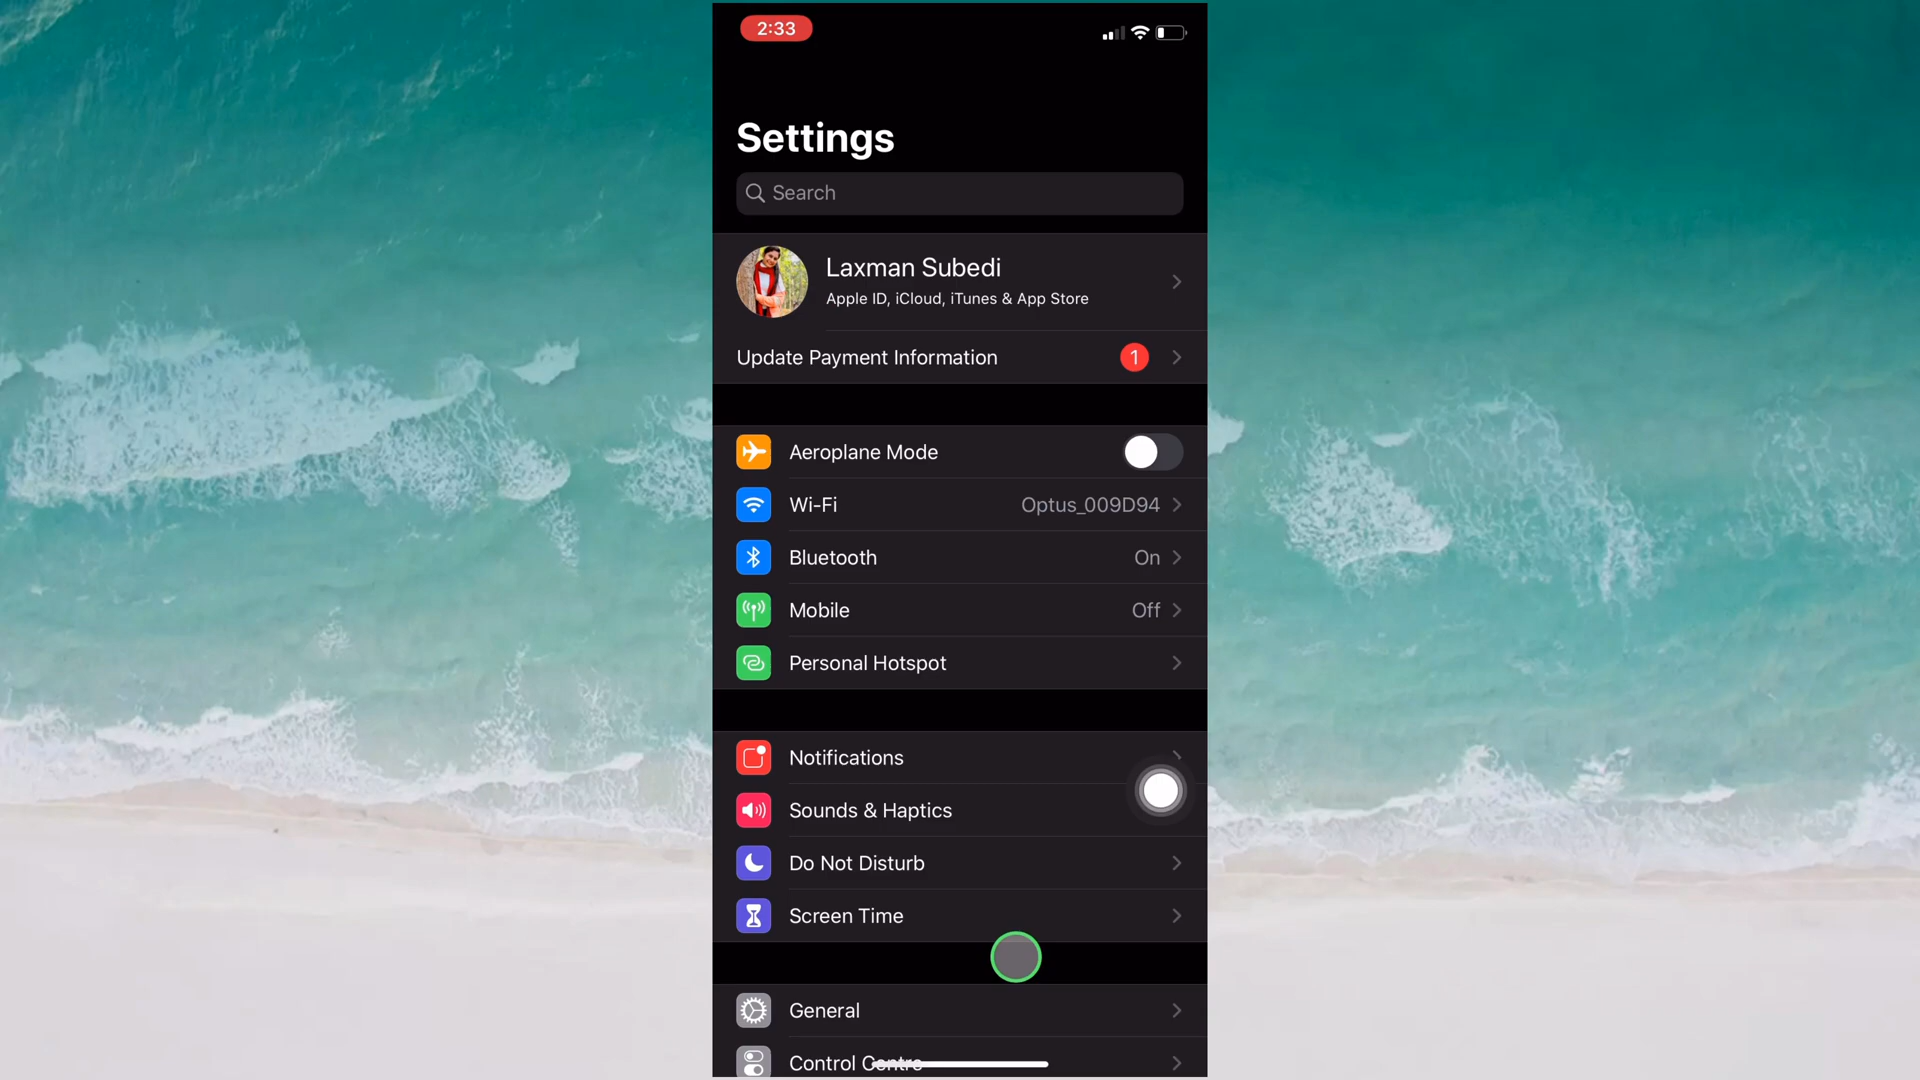 2:33
Settings
Search
Laxman Subedi
Apple ID, iCloud, iTunes & App Store
Update Payment Information 1
Aeroplane Mode
Wi-Fi Optus_009D94
Bluetooth On
Mobile Off
Personal Hotspot
Notifications
Sounds & Haptics
Do Not Disturb
Screen Time
General
Control Centre